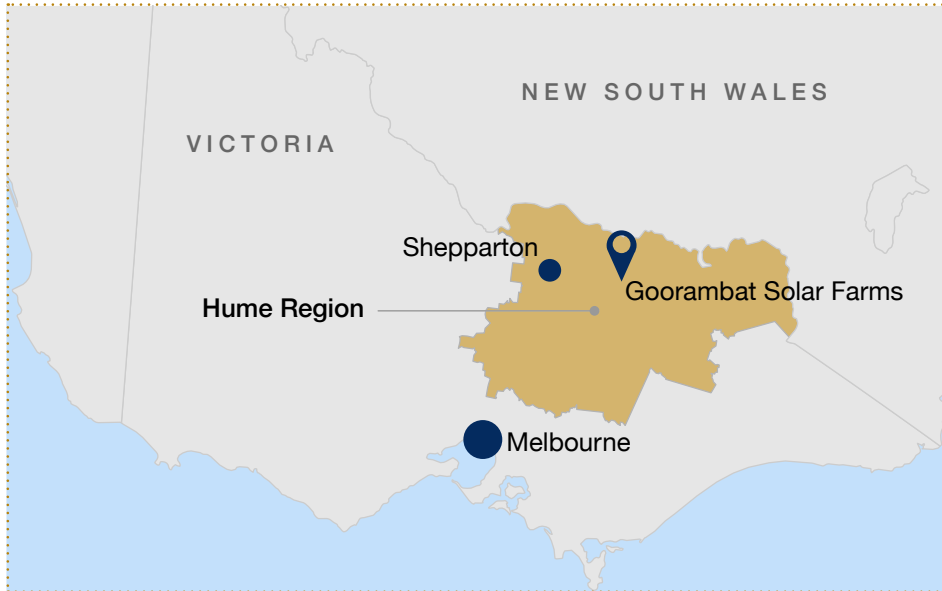 NEW SOUTH WALES
VICTORIA
Shepparton
Goorambat Solar Farms
Hume Region
Melbourne